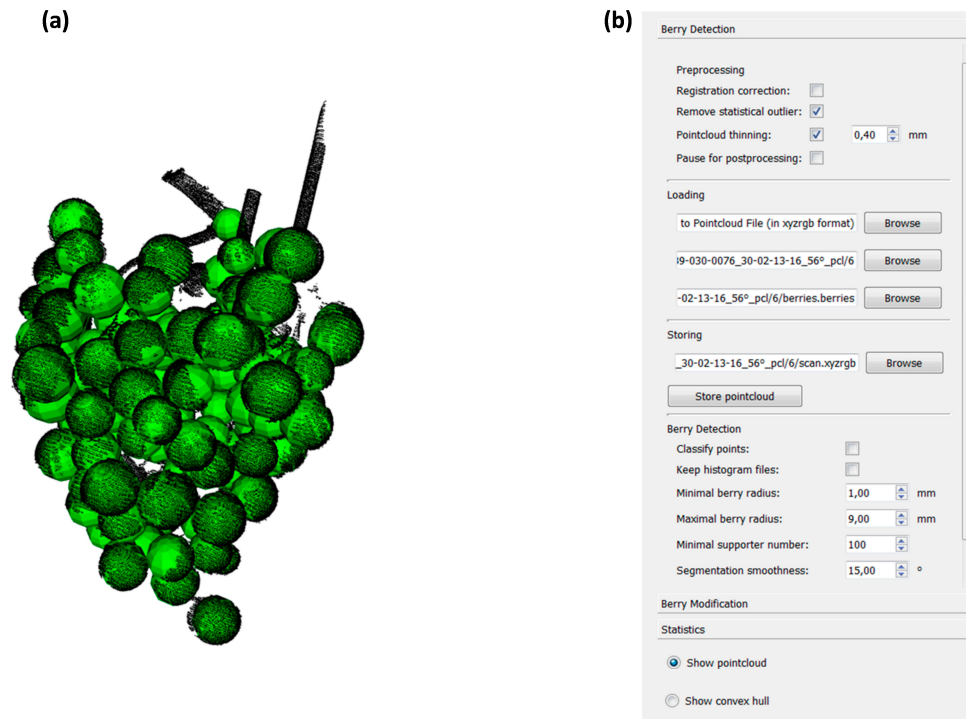 (a)
(b)
Berry Detection
Preprocessing
Registration correction:
Remove statistical outlier:
Pointcloud thinning: 0,40 mm
Pause for postprocessing:
Loading
to Pointcloud File (in xyzrgb format) Browse
39-030-0076_30-02-13-16_56°_pcl/6 Browse
-02-13-16_56°_pcl/6/berries.berries Browse
Storing
_30-02-13-16_56°_pcl/6/scan.xyzrgb Browse
Store pointcloud
Berry Detection
Classify points:
Keep histogram files:
Minimal berry radius: 1,00 mm
Maximal berry radius: 9,00 mm
Minimal supporter number: 100
Segmentation smoothness: 15,00 °
Berry Modification
Statistics
Show pointcloud
Show convex hull